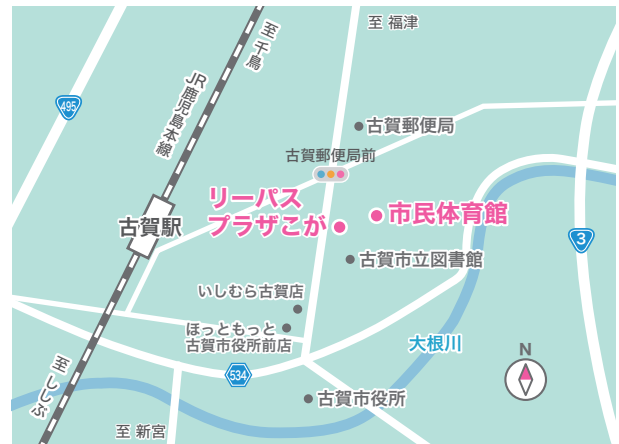 至 福津
至 千鳥
JR鹿児島本線
495
古賀郵便局
古賀郵便局前
リーパス
プラザこが
市民体育館
古賀駅
3
古賀市立図書館
いしむら古賀店
ほっともっと
古賀市役所前店
大根川
N
至 ししぶ
534
古賀市役所
至 新宮